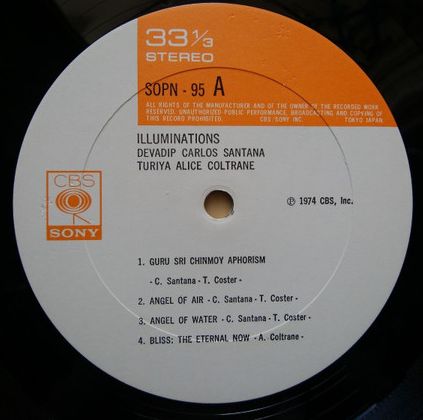 33 1/3
STEREO
SOPN - 95 A
ALL RIGHTS OF THE MANUFACTURER AND OF THE OWNER OF THE RECORDED WORK
RESERVED. UNAUTHORIZED PUBLIC PERFORMANCE, BROADCASTING AND COPYING OF
THIS RECORD PROHIBITED. CBS/SONY INC. TOKYO JAPAN
ILLUMINATIONS
DEVADIP CARLOS SANTANA
TURIYA ALICE COLTRANE
CBS
SONY
℗ 1974 CBS, Inc.
1. GURU SRI CHINMOY APHORISM
- C. Santana - T. Coster -
2. ANGEL OF AIR - C. Santana - T. Coster -
3. ANGEL OF WATER - C. Santana - T. Coster -
4. BLISS: THE ETERNAL NOW - A. Coltrane -